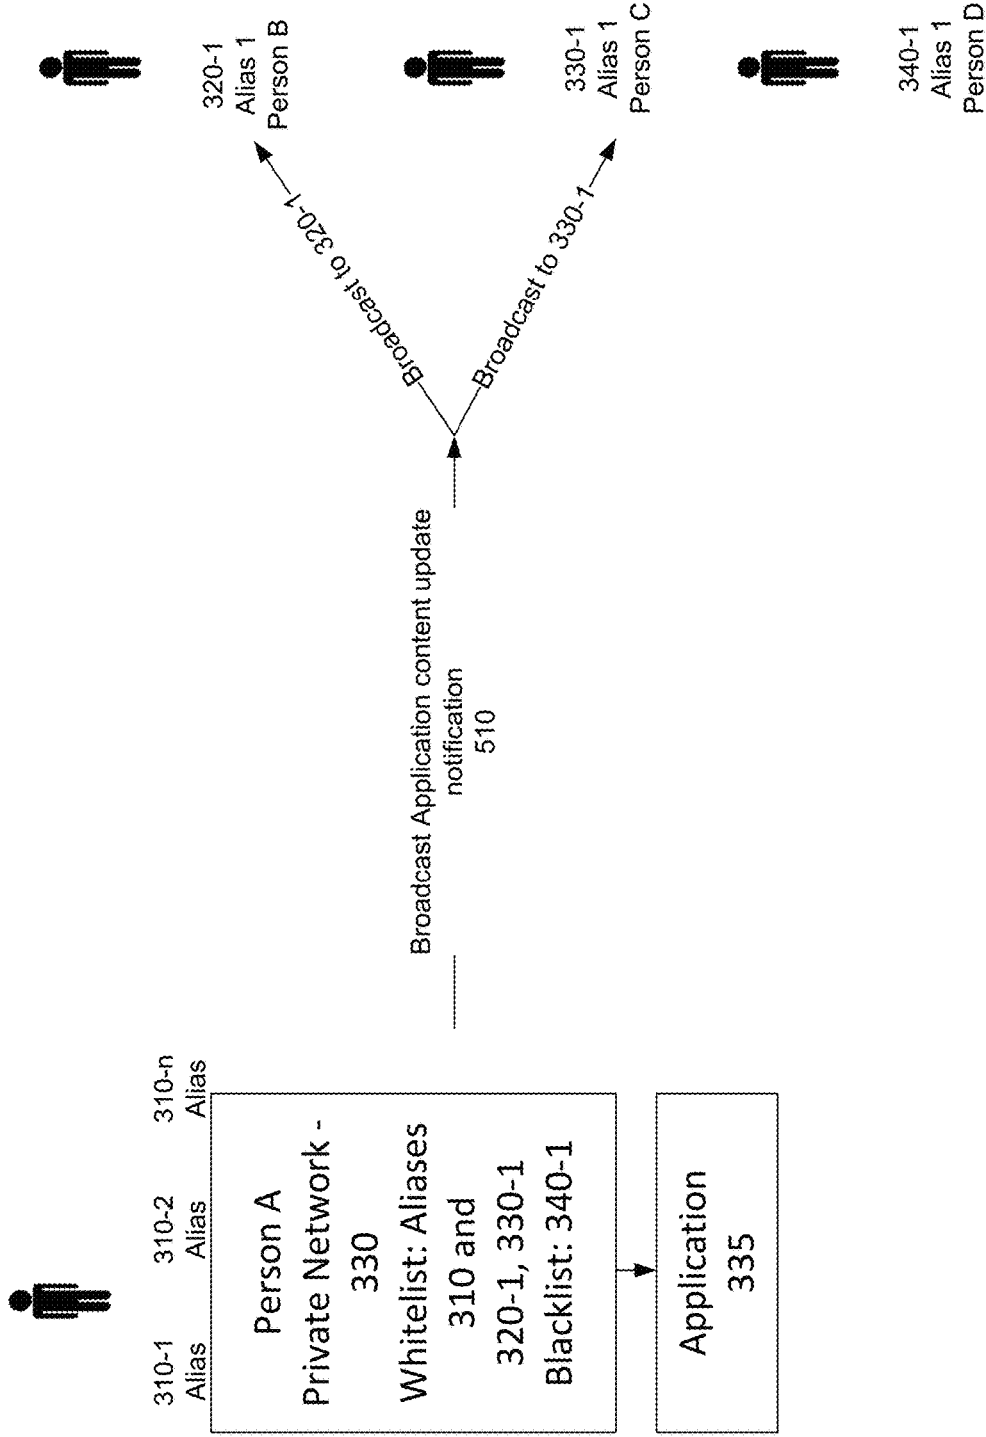 310-1
Alias
310-2
Alias
310-n
Alias
Person A
Private Network -
330
Whitelist: Aliases
310 and
320-1, 330-1
Blacklist: 340-1
Application
335
Broadcast Application content update
notification
510
Broadcast to 320-1
Broadcast to 330-1
320-1
Alias 1
Person B
330-1
Alias 1
Person C
340-1
Alias 1
Person D